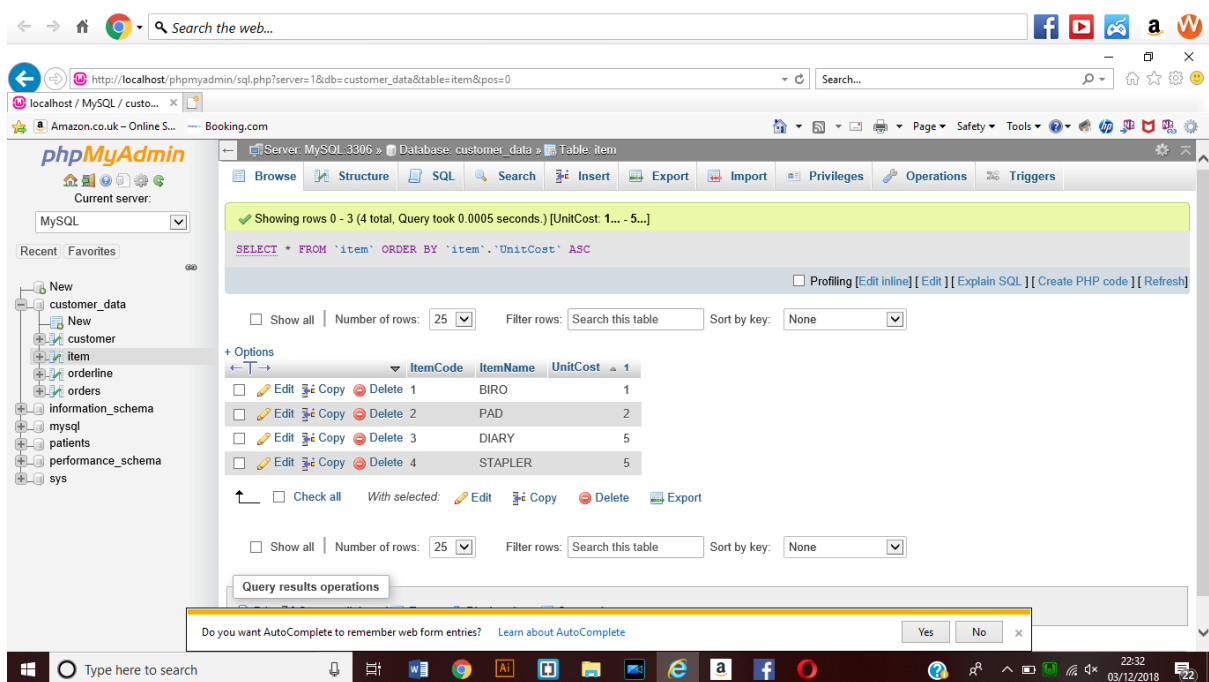 Search the web...
http://localhost/phpmyadmin/sql.php?server=1&db=customer_data&table=item&pos=0
Search...
localhost / MySQL / custo...
Amazon.co.uk – Online S... Booking.com
Page Safety Tools
phpMyAdmin
Current server:
MySQL
Recent Favorites
New
customer_data
New
customer
item
orderline
orders
information_schema
mysql
patients
performance_schema
sys
Server: MySQL:3306 » Database: customer_data » Table: item
Browse Structure SQL Search Insert Export Import Privileges Operations Triggers
Showing rows 0 - 3 (4 total, Query took 0.0005 seconds.) [UnitCost: 1... - 5...]
SELECT * FROM `item` ORDER BY `item`.`UnitCost` ASC
Profiling [Edit inline] [ Edit ] [ Explain SQL ] [ Create PHP code ] [ Refresh]
Show all Number of rows: 25 Filter rows: Search this table Sort by key: None
+ Options
ItemCode ItemName UnitCost 1
Edit Copy Delete 1 BIRO 1
Edit Copy Delete 2 PAD 2
Edit Copy Delete 3 DIARY 5
Edit Copy Delete 4 STAPLER 5
Check all With selected: Edit Copy Delete Export
Show all Number of rows: 25 Filter rows: Search this table Sort by key: None
Query results operations
Do you want AutoComplete to remember web form entries? Learn about AutoComplete Yes No
Type here to search
22:32
03/12/2018
22